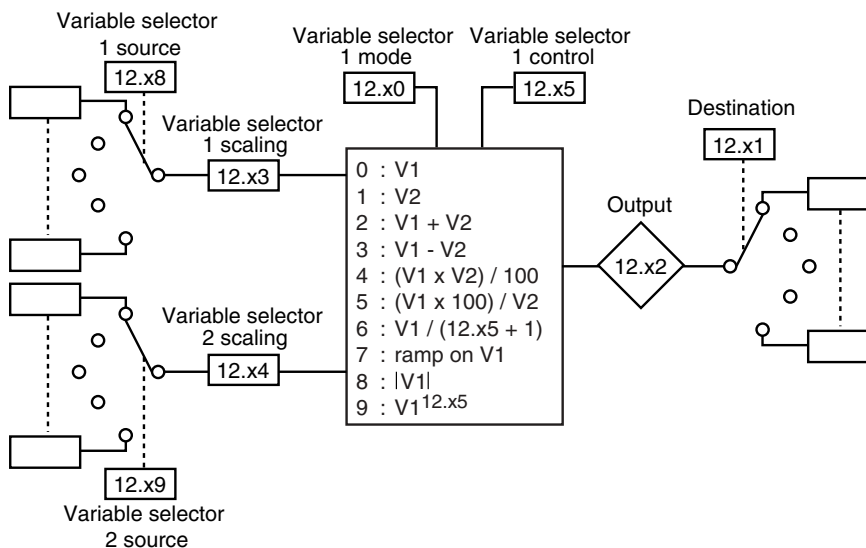 Variable selector
1 source
12.x8
Variable selector
1 mode
12.x0
Variable selector
1 control
12.x5
Destination
12.x1
Variable selector
1 scaling
12.x3
0 : V1
1 : V2
2 : V1 + V2
3 : V1 - V2
4 : (V1 x V2) / 100
5 : (V1 x 100) / V2
6 : V1 / (12.x5 + 1)
7 : ramp on V1
8 : |V1|
9 : V1^12.x5
Output
12.x2
Variable selector
2 scaling
12.x4
12.x9
Variable selector
2 source